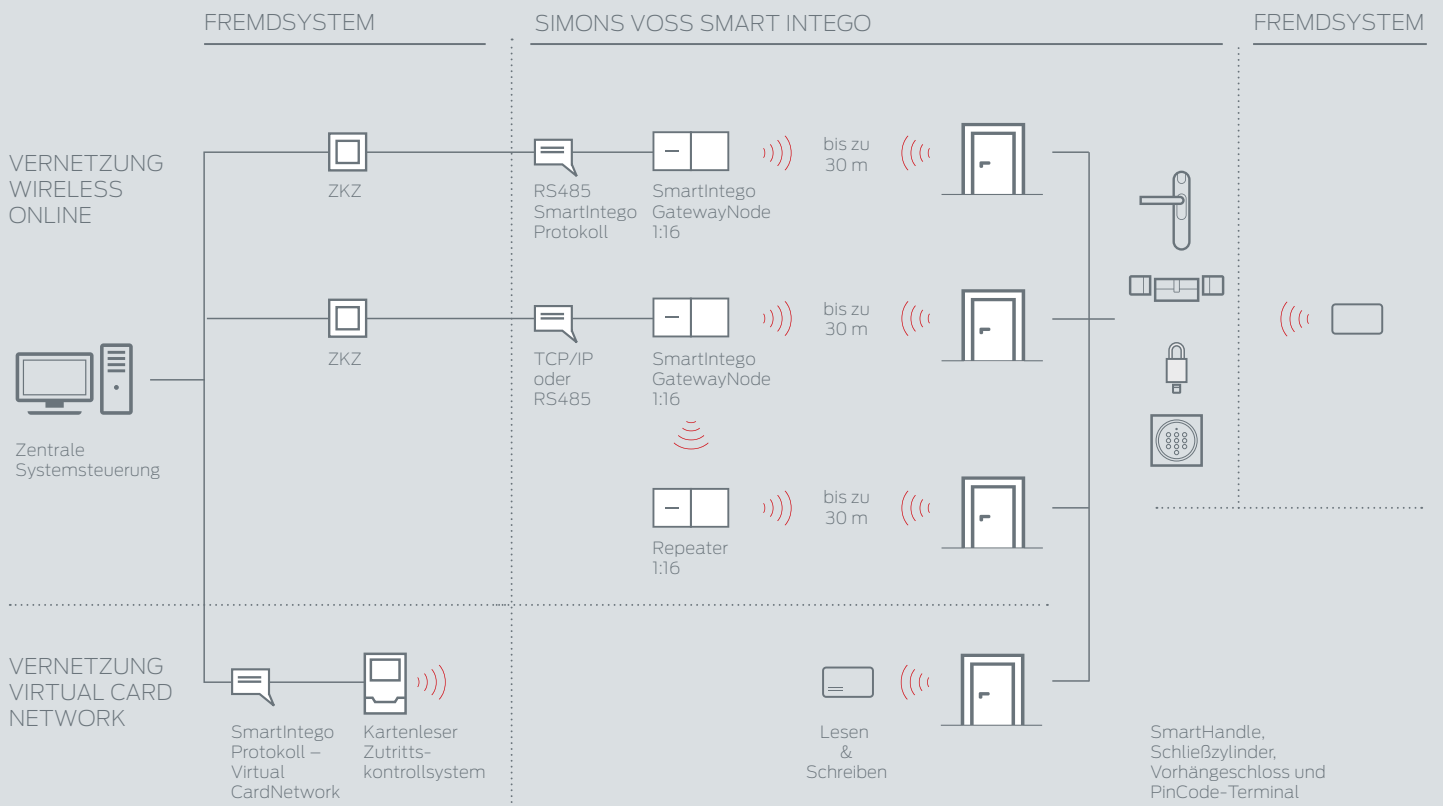 FREMDSYSTEM
SIMONS VOSS SMART INTEGO
FREMDSYSTEM
VERNETZUNG
WIRELESS
ONLINE
ZKZ
RS485
SmartIntego
Protokoll
SmartIntego
GatewayNode
1:16
bis zu
30 m
ZKZ
TCP/IP
oder
RS485
SmartIntego
GatewayNode
1:16
bis zu
30 m
Zentrale
Systemsteuerung
Repeater
1:16
bis zu
30 m
VERNETZUNG
VIRTUAL CARD
NETWORK
SmartIntego
Protokoll –
Virtual
CardNetwork
Kartenleser
Zutritts-
kontrollsystem
Lesen
&
Schreiben
SmartHandle,
Schließzylinder,
Vorhängeschloss und
PinCode-Terminal